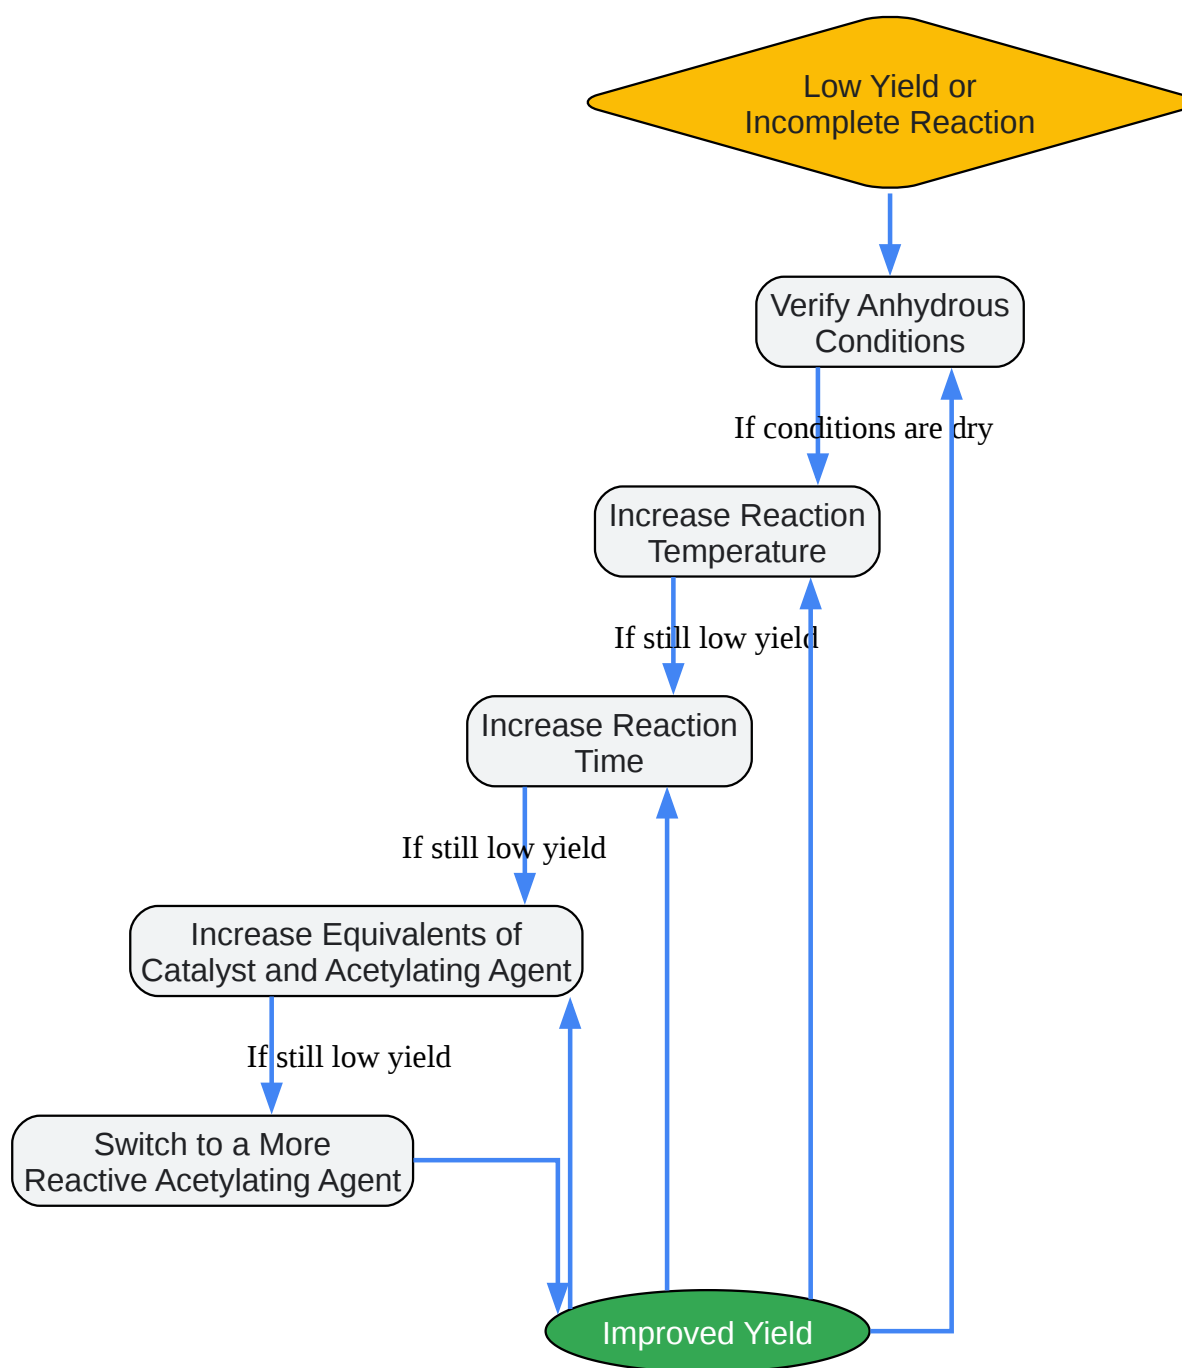 Low Yield or
Incomplete Reaction
Verify Anhydrous
Conditions
If conditions are dry
Increase Reaction
Temperature
If still low yield
Increase Reaction
Time
If still low yield
Increase Equivalents of
Catalyst and Acetylating Agent
If still low yield
Switch to a More
Reactive Acetylating Agent
Improved Yield